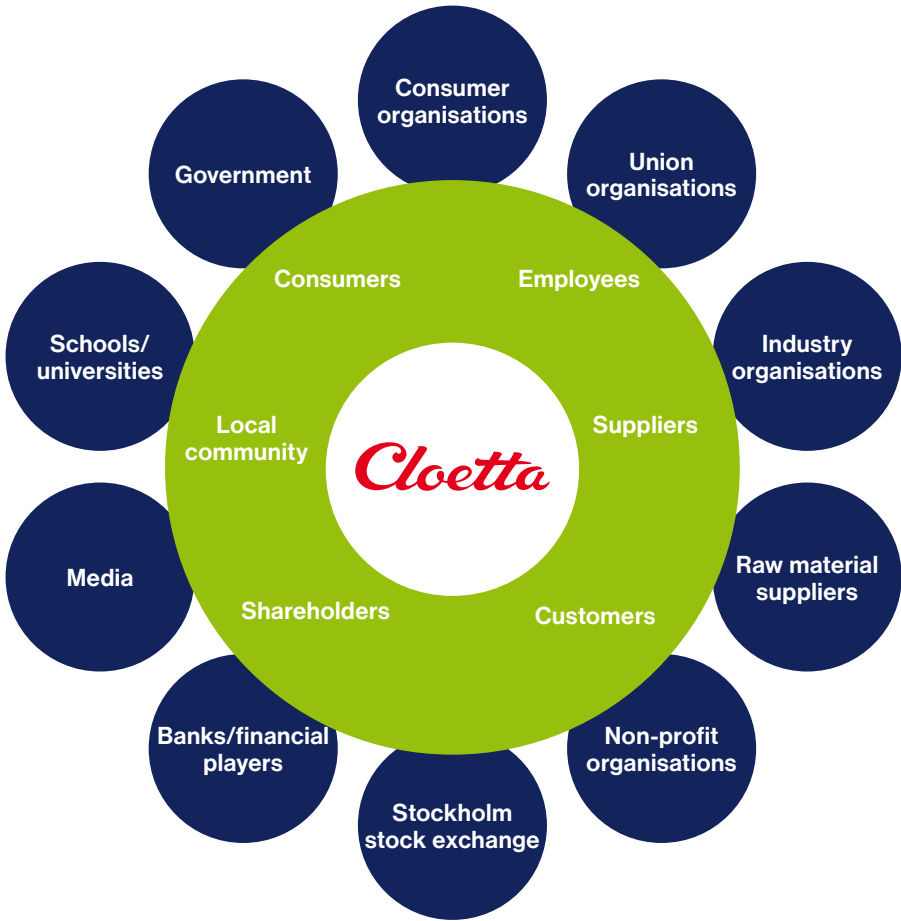 Consumer
organisations
Government
Union
organisations
Consumers
Employees
Schools/
universities
Industry
organisations
Local
community
Suppliers
Cloetta
Media
Raw material
suppliers
Shareholders
Customers
Banks/financial
players
Non-profit
organisations
Stockholm
stock exchange